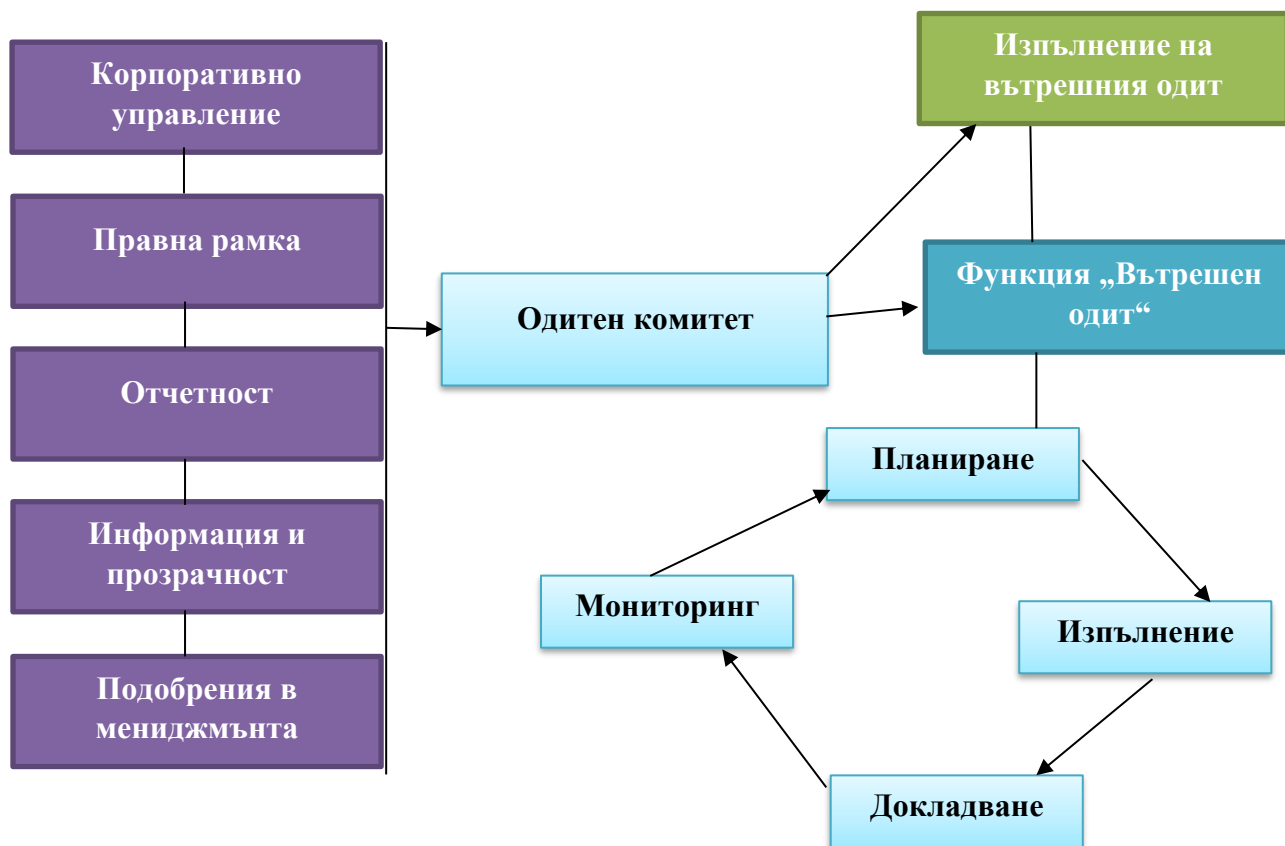 Корпоративно
управление
Правна рамка
Отчетност
Информация и
прозрачност
Подобрения в
мениджмънта
Одитен комитет
Изпълнение на
вътрешния одит
Функция „Вътрешен
одит“
Планиране
Изпълнение
Докладване
Мониторинг